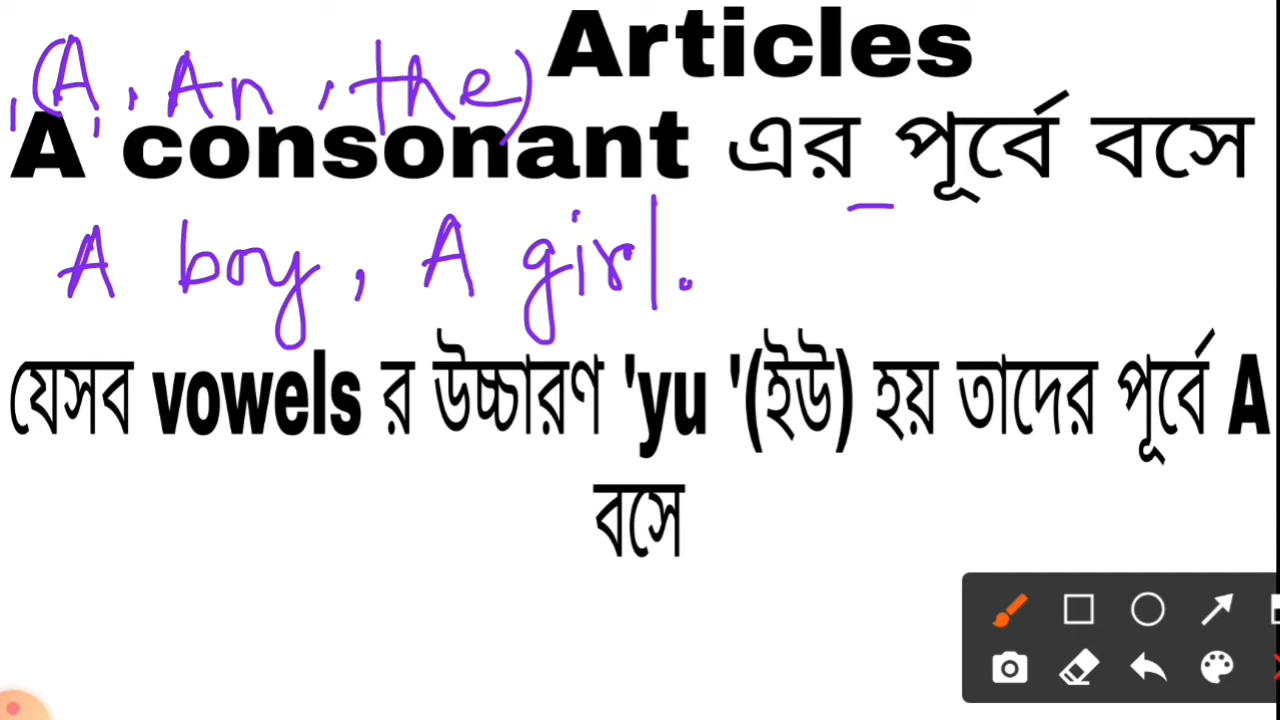 Articles
(A, An, the)
'A' consonant এর পূর্বে বসে
A boy, A girl.
যেসব vowels র উচ্চারণ 'yu '(ইউ) হয় তাদের পূর্বে A
বসে